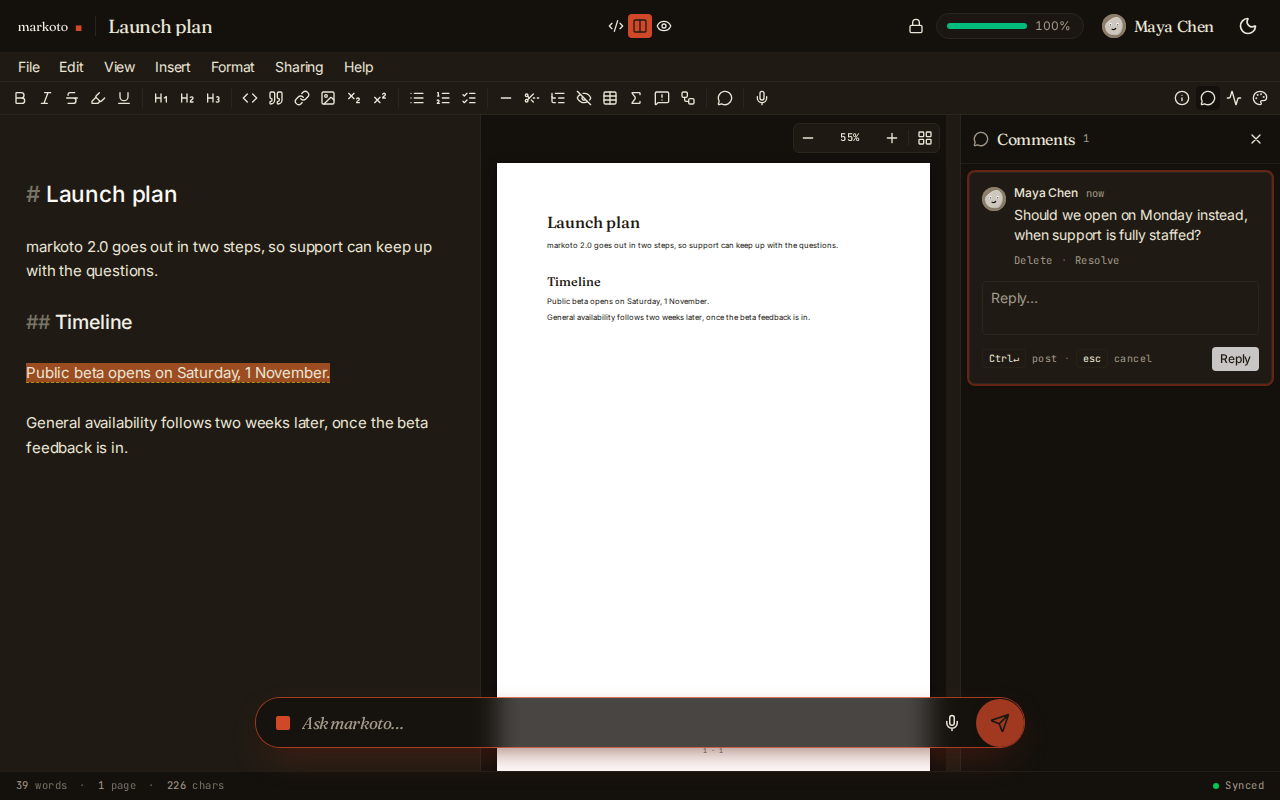 markoto
Launch plan
100%
Maya Chen
File Edit View Insert Format Sharing Help
H1 H2 H3
X2 X2
55%
Comments 1
# Launch plan
markoto 2.0 goes out in two steps, so support can keep up
with the questions.
## Timeline
Public beta opens on Saturday, 1 November.
General availability follows two weeks later, once the beta
feedback is in.
Launch plan
markoto 2.0 goes out in two steps, so support can keep up with the questions.
Timeline
Public beta opens on Saturday, 1 November.
General availability follows two weeks later, once the beta feedback is in.
1 · 1
Maya Chen now
Should we open on Monday instead,
when support is fully staffed?
Delete · Resolve
Reply...
Ctrl↵ post · esc cancel
Reply
Ask markoto...
39 words · 1 page · 226 chars
Synced